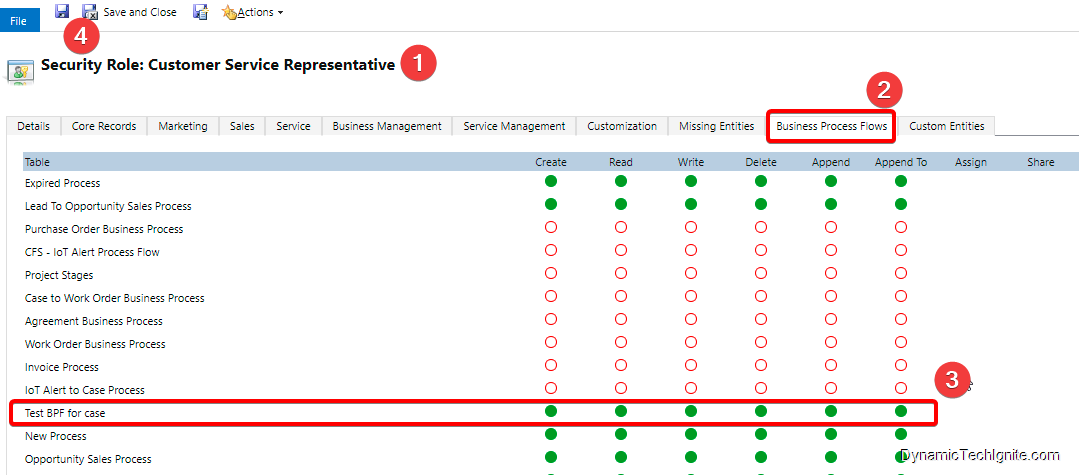 File Save and Close Actions
4
Security Role: Customer Service Representative 1
2
Details Core Records Marketing Sales Service Business Management Service Management Customization Missing Entities Business Process Flows Custom Entities
Table Create Read Write Delete Append Append To Assign Share
Expired Process
Lead To Opportunity Sales Process
Purchase Order Business Process
CFS - IoT Alert Process Flow
Project Stages
Case to Work Order Business Process
Agreement Business Process
Work Order Business Process
Invoice Process
3
IoT Alert to Case Process
Test BPF for case
New Process
Opportunity Sales Process
DynamicTechIgnite.com